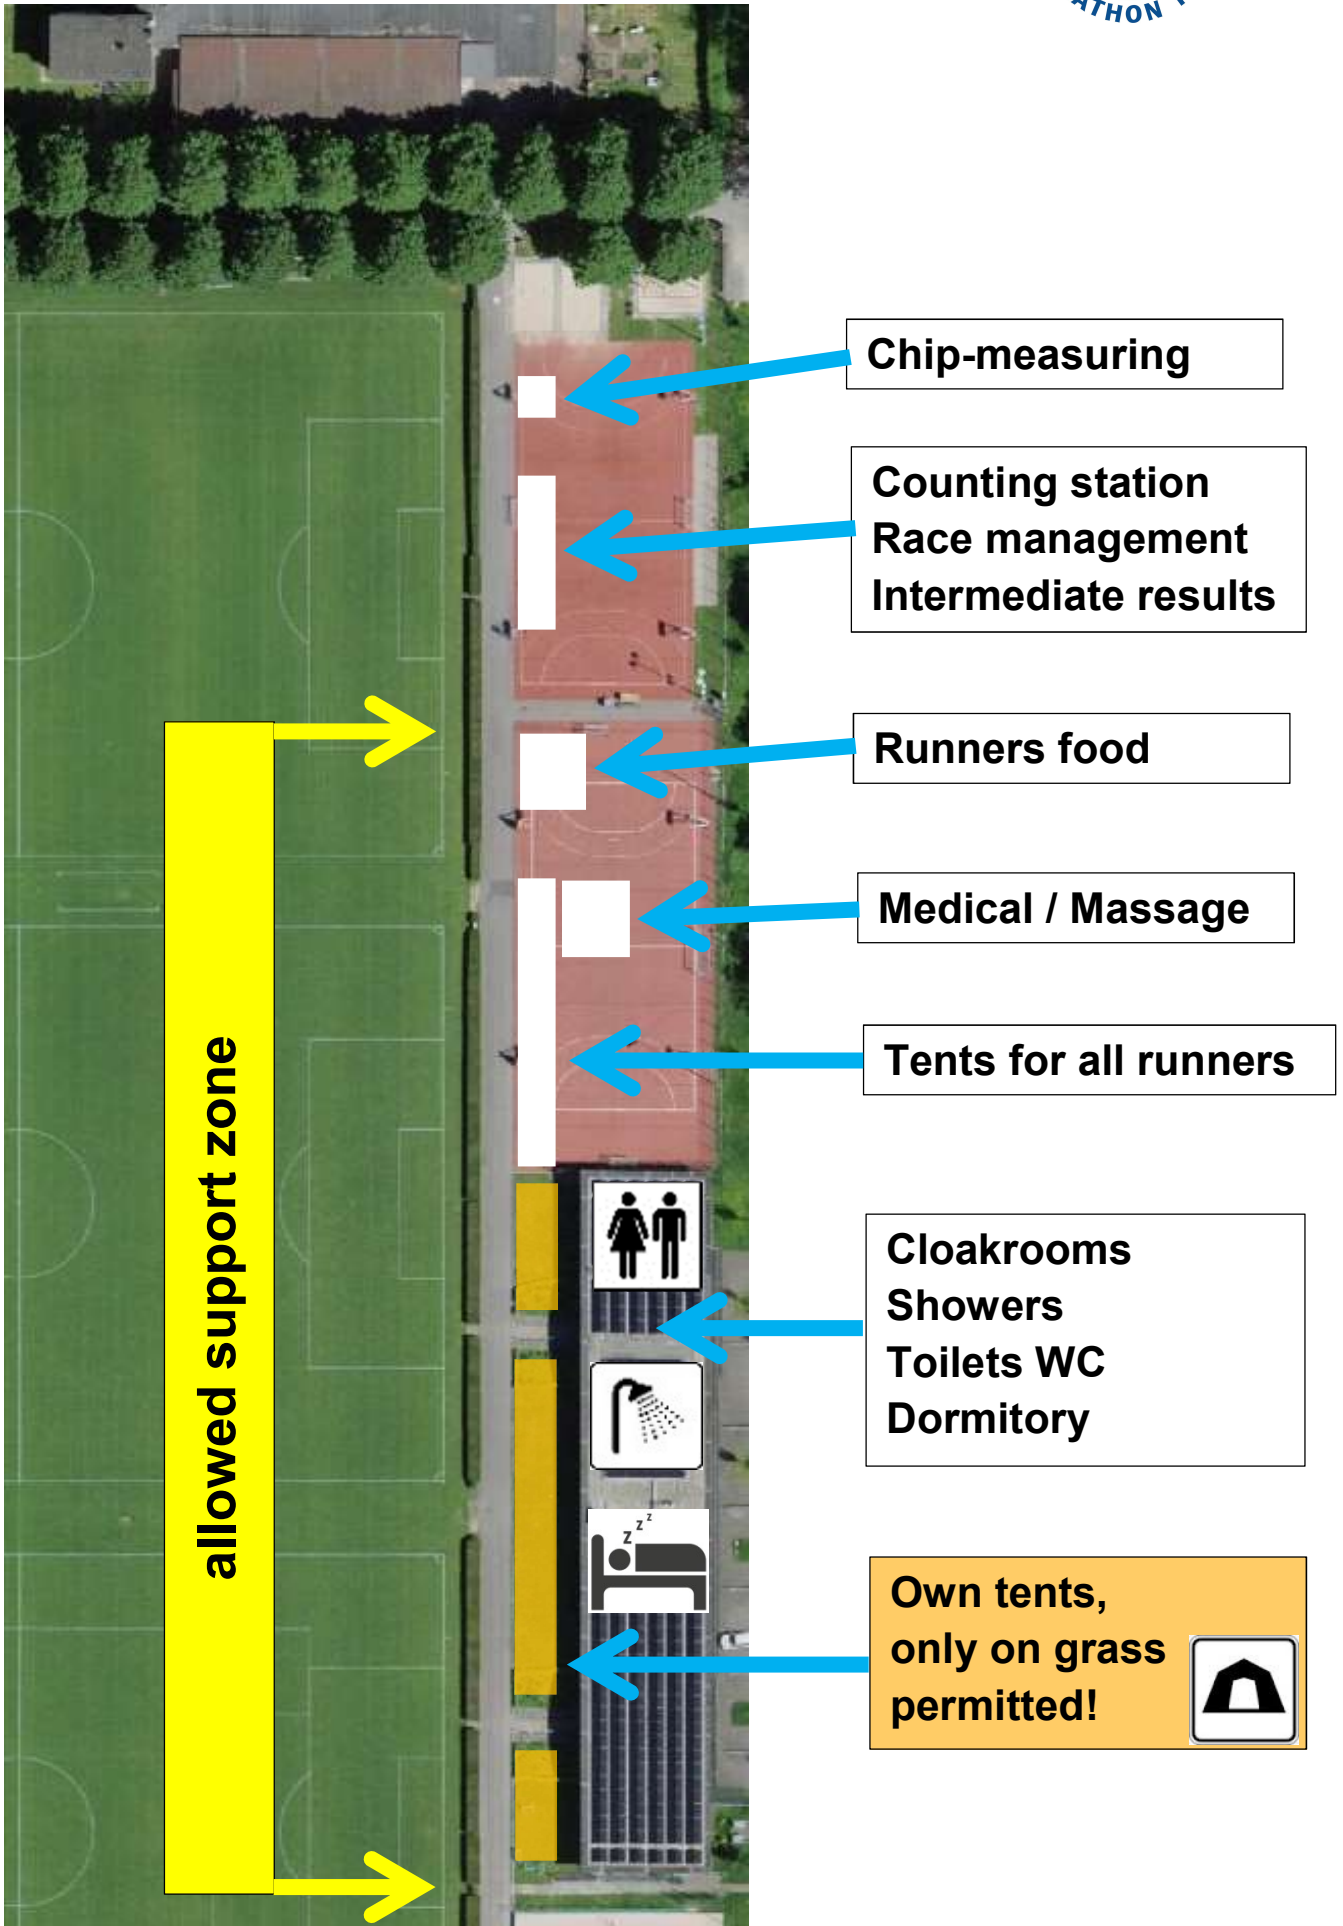 ATHON
Chip-measuring
Counting station
Race management
Intermediate results
Runners food
Medical / Massage
Tents for all runners
allowed support zone
Cloakrooms
Showers
Toilets WC
Dormitory
z z z
Own tents,
only on grass
permitted!